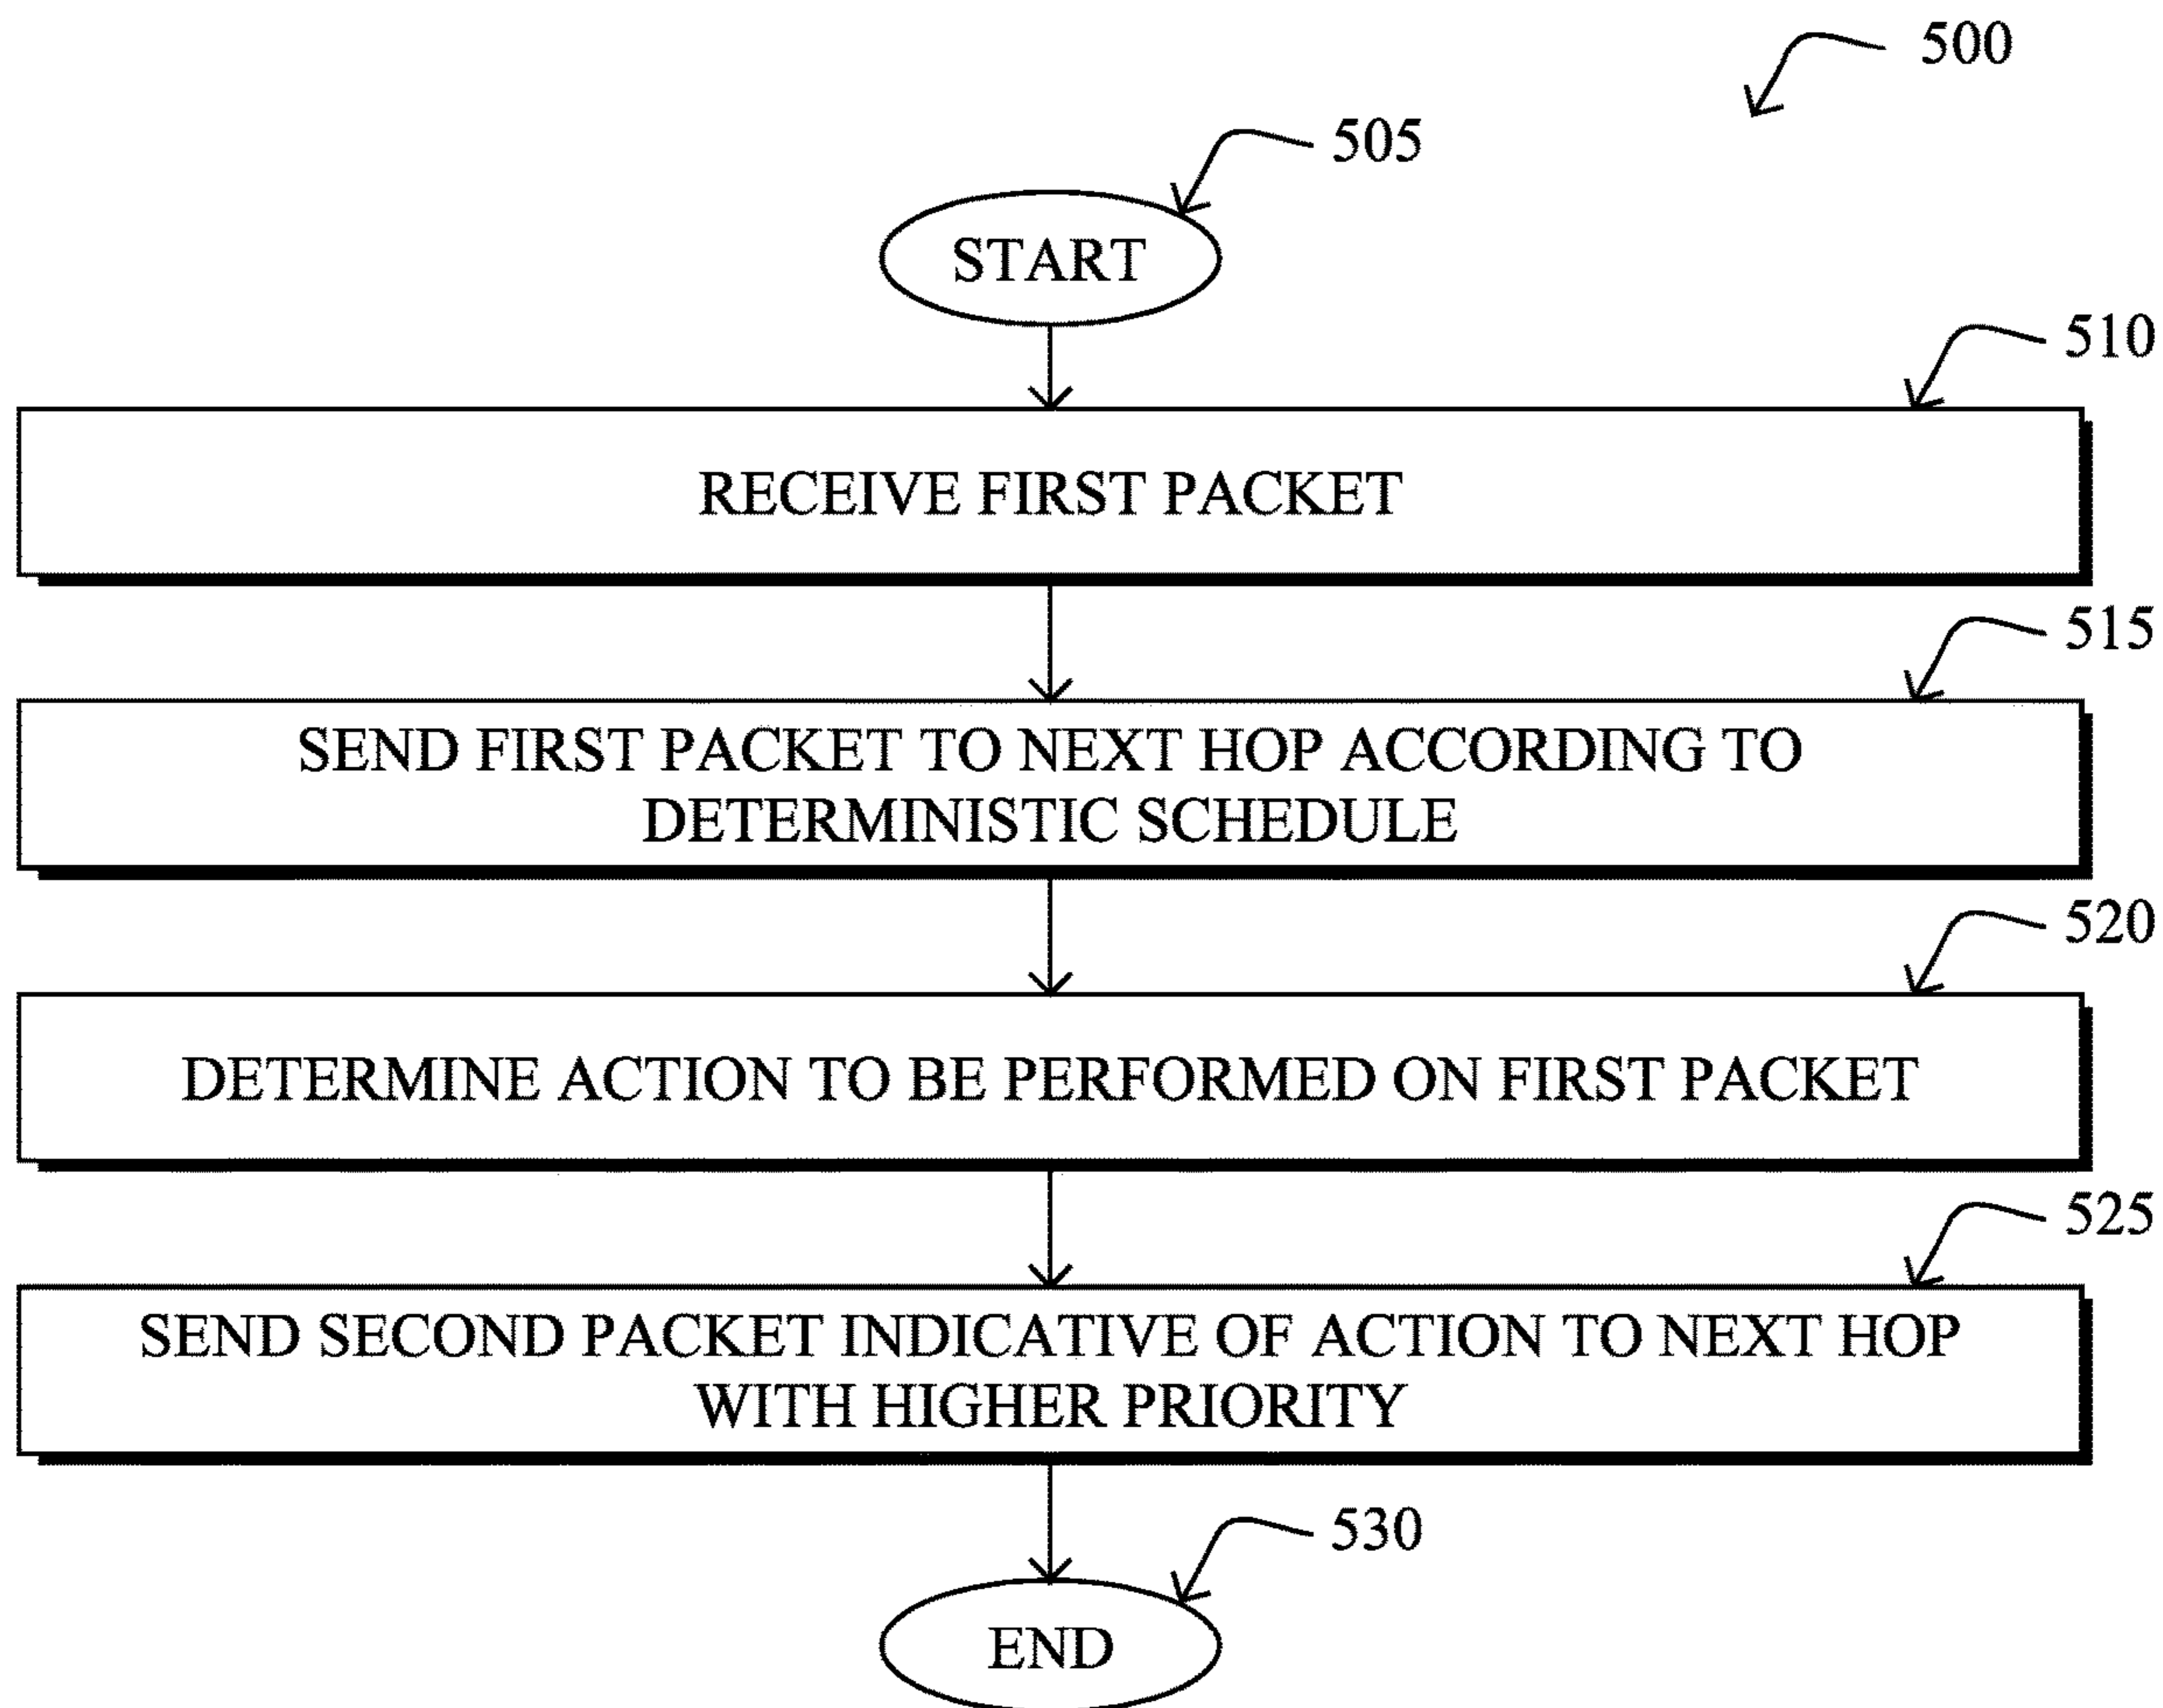 500
505
START
510
RECEIVE FIRST PACKET
515
SEND FIRST PACKET TO NEXT HOP ACCORDING TO
DETERMINISTIC SCHEDULE
520
DETERMINE ACTION TO BE PERFORMED ON FIRST PACKET
525
SEND SECOND PACKET INDICATIVE OF ACTION TO NEXT HOP
WITH HIGHER PRIORITY
530
END